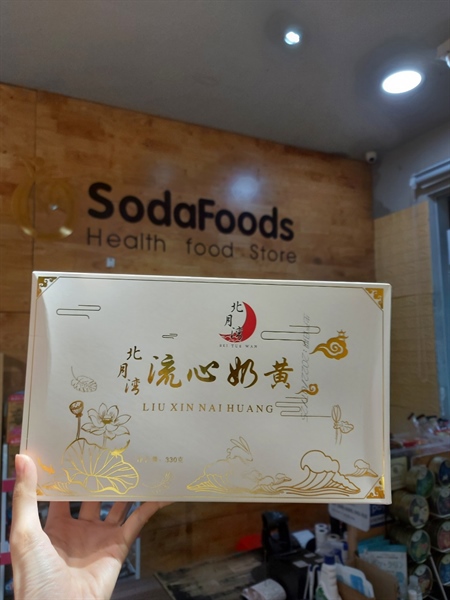 SodaFoods
Health food Store
北月湾
BEI YUE WAN
北月湾 流心奶黄
LIU XIN NAI HUANG